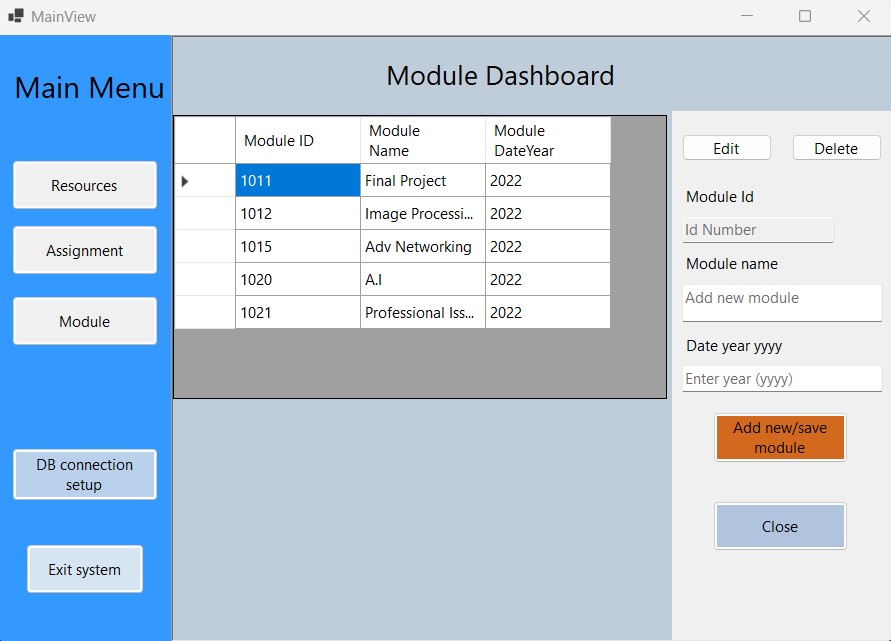 MainView
Main Menu
Resources
Assignment
Module
DB connection
setup
Exit system
Module Dashboard
Module ID Module Name Module DateYear
1011 Final Project 2022
1012 Image Processi... 2022
1015 Adv Networking 2022
1020 A.I 2022
1021 Professional Iss... 2022
Edit Delete
Module Id
Id Number
Module name
Add new module
Date year yyyy
Enter year (yyyy)
Add new/save
module
Close